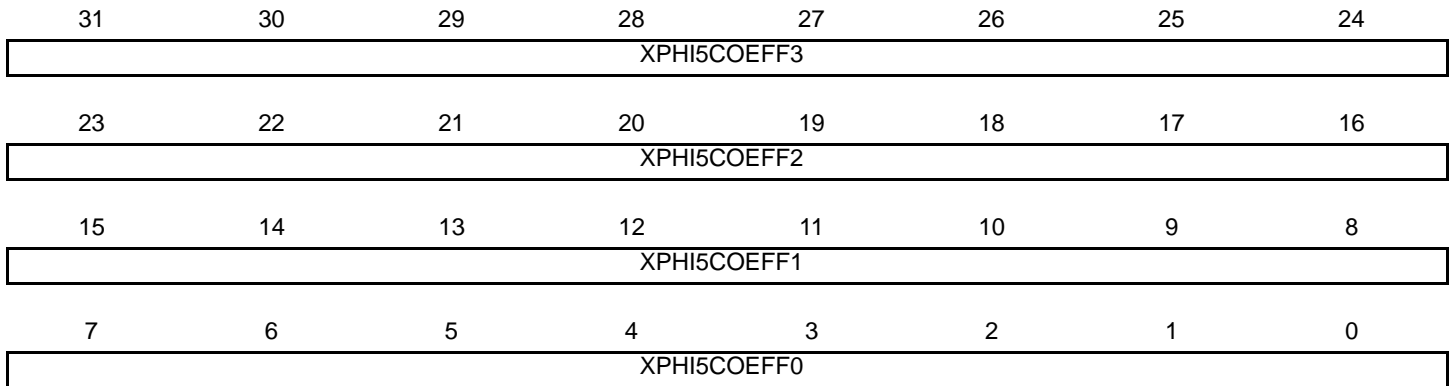 31 30 29 28 27 26 25 24
XPHI5COEFF3
23 22 21 20 19 18 17 16
XPHI5COEFF2
15 14 13 12 11 10 9 8
XPHI5COEFF1
7 6 5 4 3 2 1 0
XPHI5COEFF0